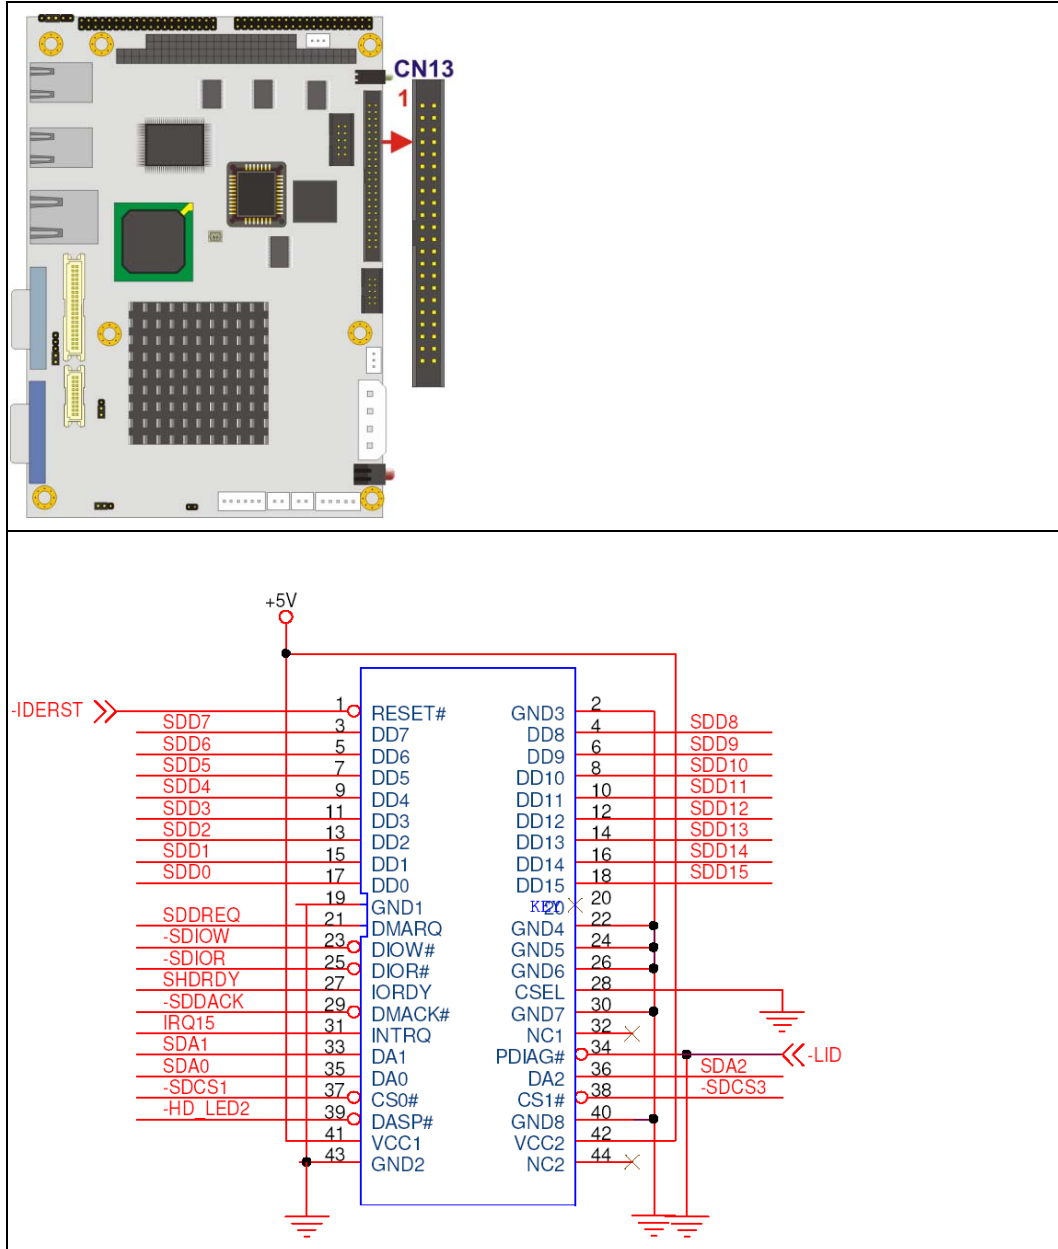 CN13
1
+5V
-IDERST 1 RESET# GND3 2
SDD7 3 DD7 DD8 4 SDD8
SDD6 5 DD6 DD9 6 SDD9
SDD5 7 DD5 DD10 8 SDD10
SDD4 9 DD4 DD11 10 SDD11
SDD3 11 DD3 DD12 12 SDD12
SDD2 13 DD2 DD13 14 SDD13
SDD1 15 DD1 DD14 16 SDD14
SDD0 17 DD0 DD15 18 SDD15
19 GND1 KEY 20 20
SDDREQ 21 DMARQ GND4 22
-SDIOW 23 DIOW# GND5 24
-SDIOR 25 DIOR# GND6 26
SHDRDY 27 IORDY CSEL 28
-SDDACK 29 DMACK# GND7 30
IRQ15 31 INTRQ NC1 32
SDA1 33 DA1 PDIAG# 34 -LID
SDA0 35 DA0 DA2 36 SDA2
-SDCS1 37 CS0# CS1# 38 -SDCS3
-HD_LED2 39 DASP# GND8 40
41 VCC1 VCC2 42
43 GND2 NC2 44